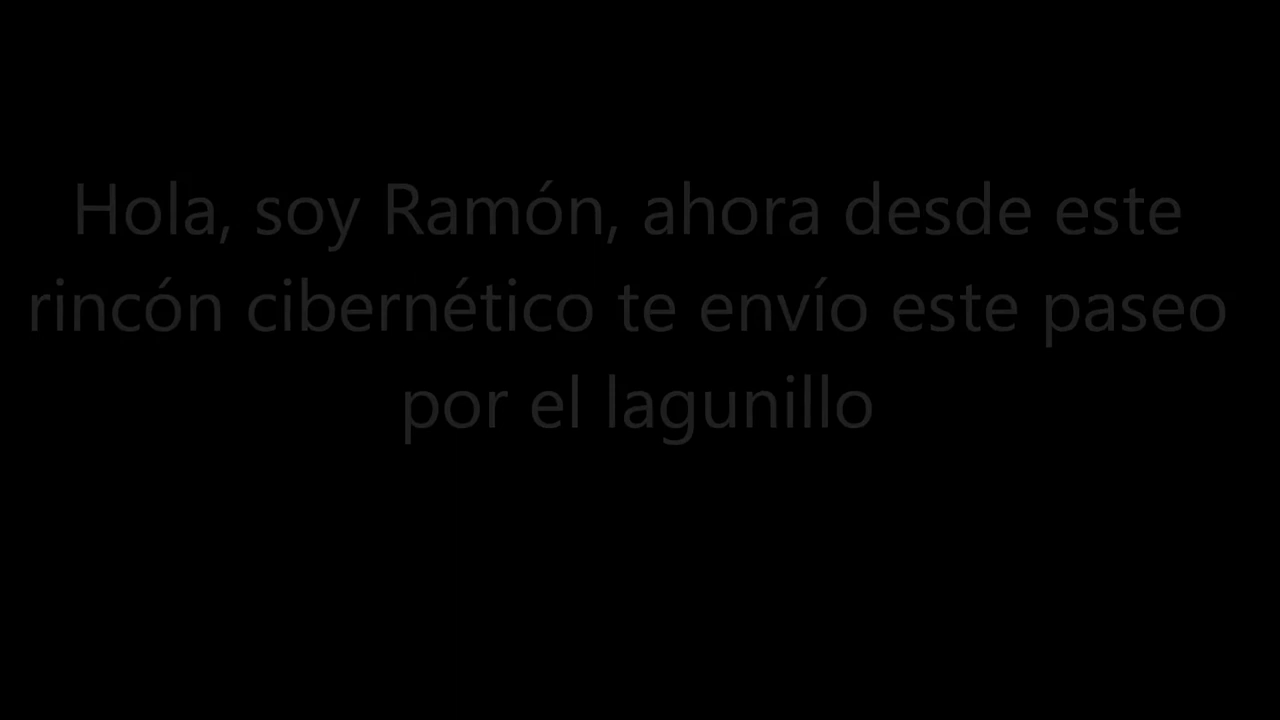 Hola, soy Ramón, ahora desde este
rincón cibernético te envío este paseo
por el lagunillo